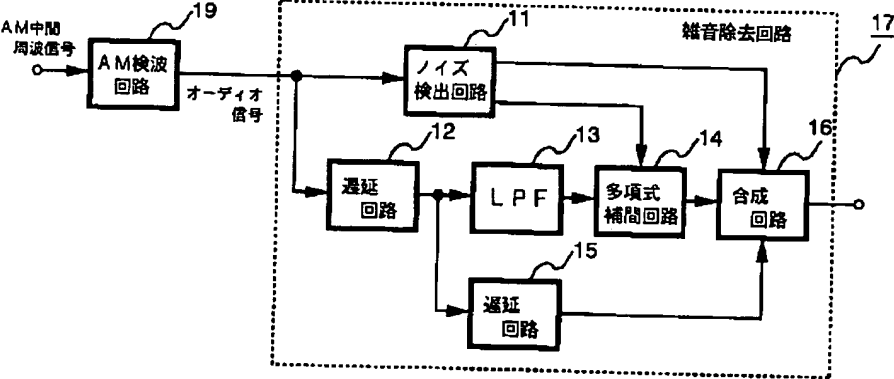 19
AM中間
周波信号
AM検波
回路
オーディオ
信号
11
ノイズ
検出回路
雑音除去回路
17
12
遅延
回路
13
LPF
14
多項式
補間回路
16
合成
回路
15
遅延
回路